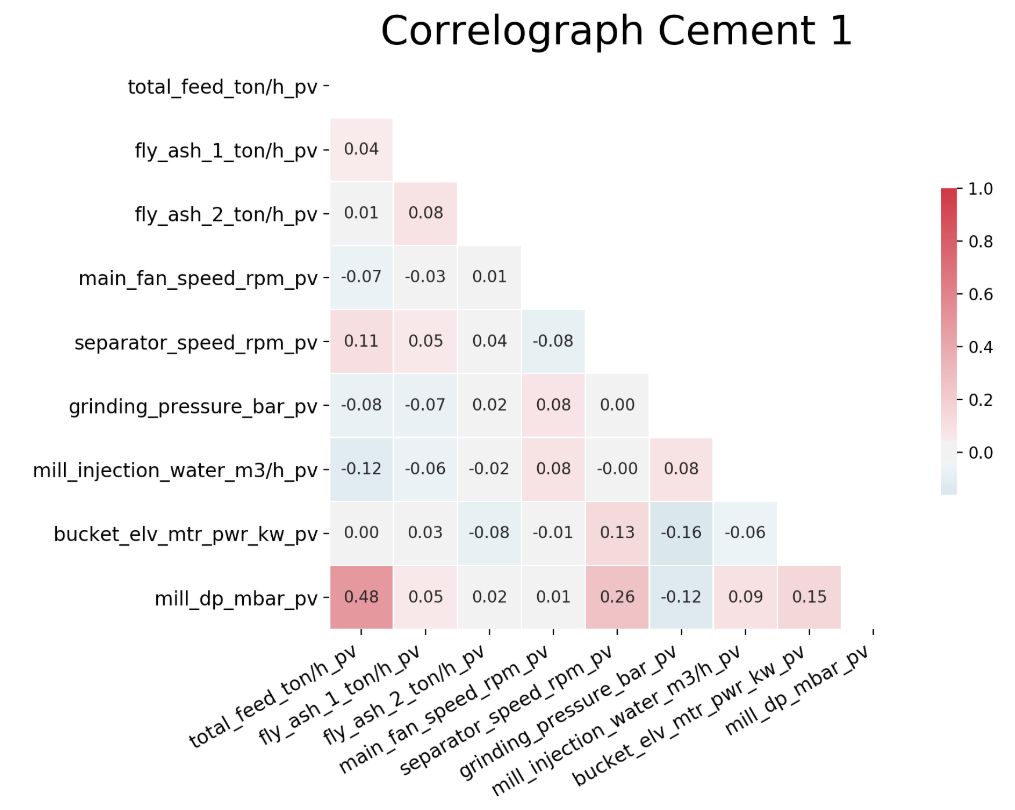 Correlograph Cement 1
total_feed_ton/h_pv
fly_ash_1_ton/h_pv
0.04
fly_ash_2_ton/h_pv
0.01 0.08
main_fan_speed_rpm_pv
-0.07 -0.03 0.01
separator_speed_rpm_pv
0.11 0.05 0.04 -0.08
grinding_pressure_bar_pv
-0.08 -0.07 0.02 0.08 0.00
mill_injection_water_m3/h_pv
-0.12 -0.06 -0.02 0.08 -0.00 0.08
bucket_elv_mtr_pwr_kw_pv
0.00 0.03 -0.08 -0.01 0.13 -0.16 -0.06
mill_dp_mbar_pv
0.48 0.05 0.02 0.01 0.26 -0.12 0.09 0.15
total_feed_ton/h_pv
fly_ash_1_ton/h_pv
fly_ash_2_ton/h_pv
main_fan_speed_rpm_pv
separator_speed_rpm_pv
grinding_pressure_bar_pv
mill_injection_water_m3/h_pv
bucket_elv_mtr_pwr_kw_pv
mill_dp_mbar_pv
1.0
0.8
0.6
0.4
0.2
0.0